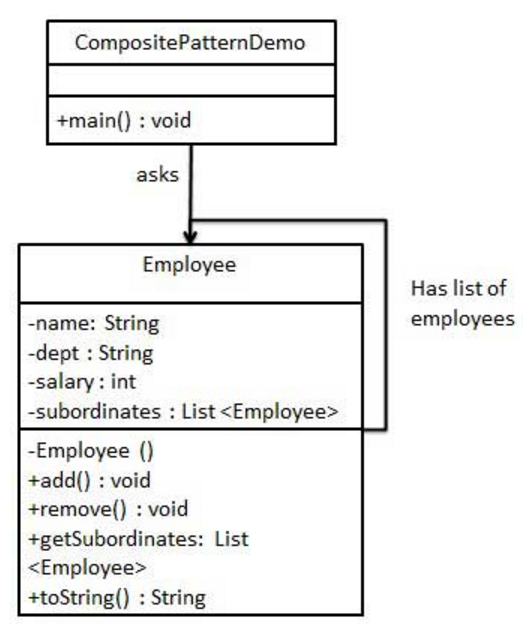 CompositePatternDemo
+main() : void
asks
Employee
-name: String
-dept : String
-salary : int
-subordinates : List <Employee>
Has list of
employees
-Employee ()
+add() : void
+remove() : void
+getSubordinates: List
<Employee>
+toString() : String